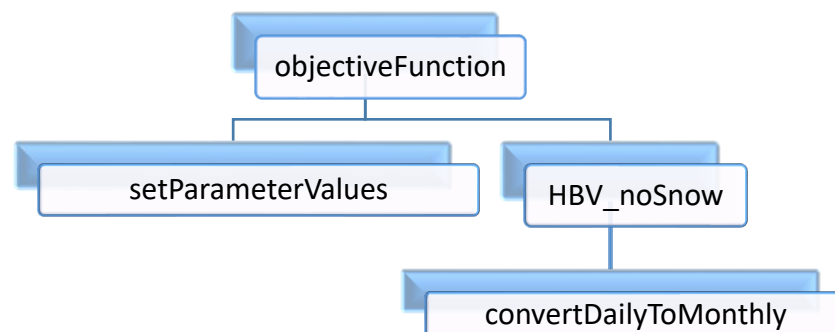 objectiveFunction
setParameterValues
HBV_noSnow
convertDailyToMonthly